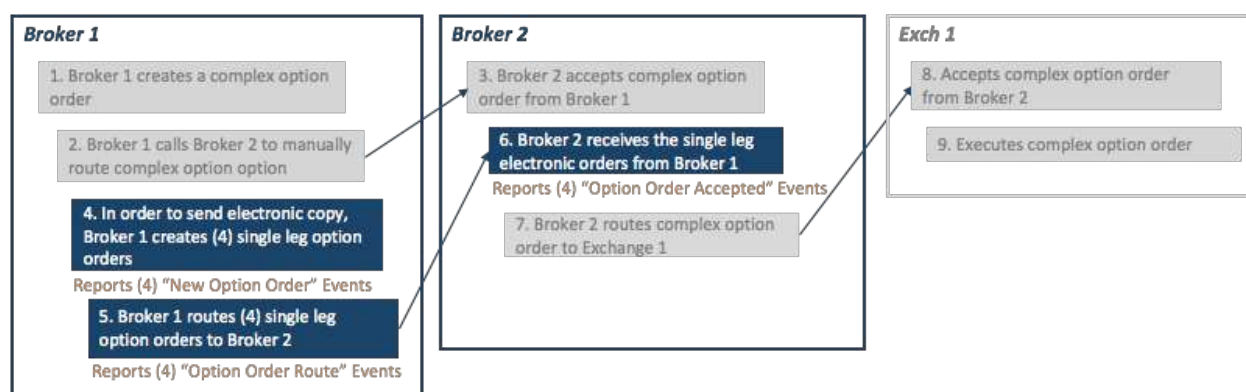 Broker 1
1. Broker 1 creates a complex option
order
2. Broker 1 calls Broker 2 to manually
route complex option option
4. In order to send electronic copy,
Broker 1 creates (4) single leg option
orders
Reports (4) “New Option Order” Events
5. Broker 1 routes (4) single leg
option orders to Broker 2
Reports (4) “Option Order Route” Events
Broker 2
3. Broker 2 accepts complex option
order from Broker 1
6. Broker 2 receives the single leg
electronic orders from Broker 1
Reports (4) “Option Order Accepted” Events
7. Broker 2 routes complex option
order to Exchange 1
Exch 1
8. Accepts complex option order
from Broker 2
9. Executes complex option order